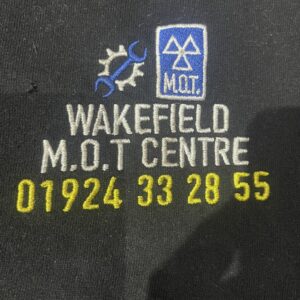 M.O.T.
WAKEFIELD
M.O.T CENTRE
01924 33 28 55